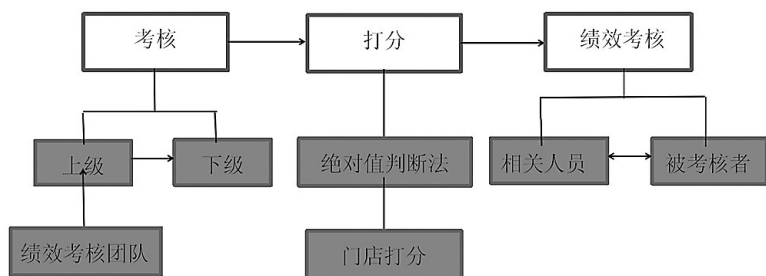 考核
打分
绩效考核
上级
下级
绝对值判断法
相关人员
被考核者
绩效考核团队
门店打分